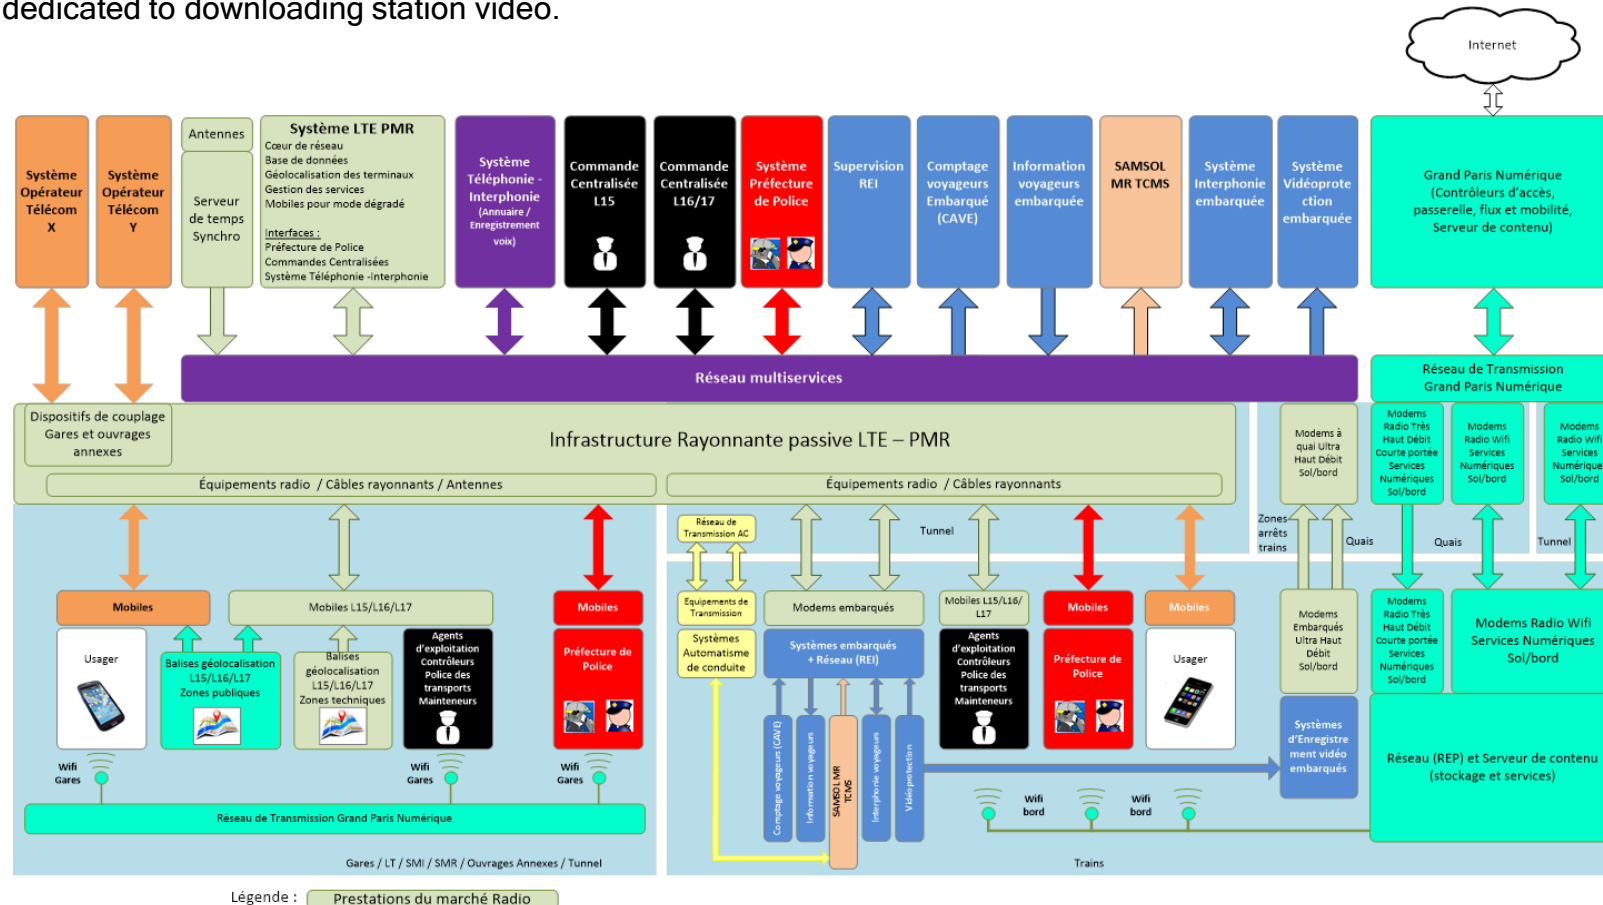 dedicated to downloading station video.
Internet
Système
Opérateur
Télécom
X
Système
Opérateur
Télécom
Y
Antennes
Serveur
de temps
Synchro
Système LTE PMR
Cœur de réseau
Base de données
Géolocalisation des terminaux
Gestion des services
Mobiles pour mode dégradé
Interfaces :
Préfecture de Police
Commandes Centralisées
Système Téléphonie -Interphonie
Système
Téléphonie -
Interphonie
(Annuaire /
Enregistrement
voix)
Commande
Centralisée
L15
Commande
Centralisée
L16/17
Système
Préfecture
de Police
Supervision
REI
Comptage
voyageurs
Embarqué
(CAVE)
Information
voyageurs
embarquée
SAMSOL
MR TCMS
Système
Interphonie
embarquée
Système
Vidéoprote
ction
embarquée
Grand Paris Numérique
(Contrôleurs d'accès,
passerelle, flux et mobilité,
Serveur de contenu)
Réseau multiservices
Réseau de Transmission
Grand Paris Numérique
Dispositifs de couplage
Gares et ouvrages
annexes
Infrastructure Rayonnante passive LTE – PMR
Équipements radio / Câbles rayonnants / Antennes
Équipements radio / Câbles rayonnants
Modems à
quai Ultra
Haut Débit
Sol/bord
Modems
Radio Très
Haut Débit
Courte portée
Services
Numériques
Sol/bord
Modems
Radio Wifi
Services
Numériques
Sol/bord
Modems
Radio Wifi
Services
Numérique
Sol/bord
Réseau de
Transmission AC
Tunnel
Zones
arrêts
trains
Quais
Quais
Tunnel
Mobiles
Mobiles L15/L16/L17
Mobiles
Equipements de
Transmission
Modems embarqués
Mobiles L15/L16/
L17
Mobiles
Mobiles
Modems
Embarqués
Ultra Haut
Débit
Sol/bord
Modems
Radio Très
Haut Débit
Courte portée
Services
Numériques
Sol/bord
Modems Radio Wifi
Services Numériques
Sol/bord
Usager
Balises géolocalisation
L15/L16/L17
Zones publiques
Balises
géolocalisation
L15/L16/L17
Zones techniques
Agents
d'exploitation
Contrôleurs
Police des
transports
Mainteneurs
Préfecture de
Police
Systèmes
Automatisme
de conduite
Systèmes embarqués
+ Réseau (REI)
Agents
d'exploitation
Contrôleurs
Police des
transports
Mainteneurs
Préfecture de
Police
Usager
Comptage voyageurs (CAVE)
Information voyageurs
SAMSOL MR
TCMS
Interphonie voyageurs
Vidéoprotection
Systèmes
d'Enregistre
ment vidéo
embarqués
Réseau (REP) et Serveur de contenu
(stockage et services)
Wifi
Gares
Wifi
Gares
Wifi
Gares
Wifi
bord
Wifi
bord
Réseau de Transmission Grand Paris Numérique
Gares / LT / SMI / SMR / Ouvrages Annexes / Tunnel
Trains
Légende :
Prestations du marché Radio